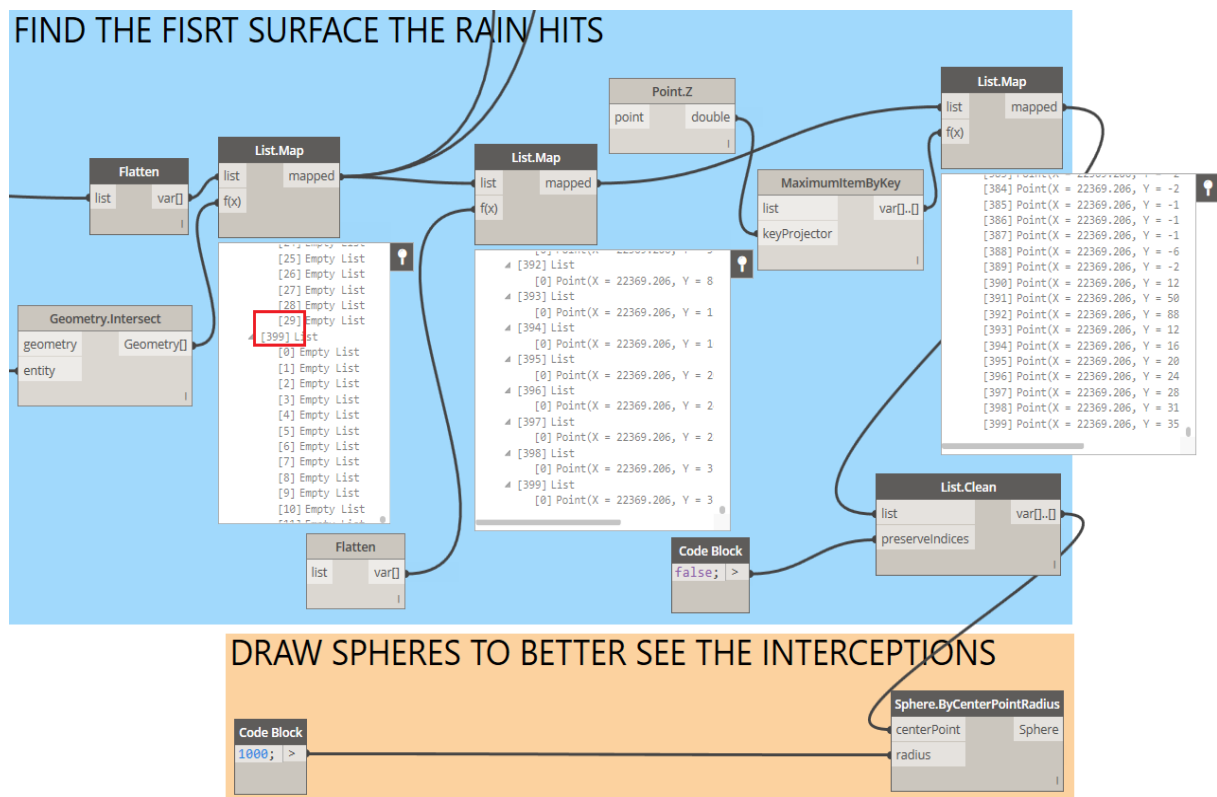 FIND THE FISRT SURFACE THE RAIN HITS
Flatten
list var[]
l
List.Map
list mapped
f(x)
[25] Empty List
[26] Empty List
[27] Empty List
[28] Empty List
[29] Empty List
[399] List
[0] Empty List
[1] Empty List
[2] Empty List
[3] Empty List
[4] Empty List
[5] Empty List
[6] Empty List
[7] Empty List
[8] Empty List
[9] Empty List
[10] Empty List
Geometry.Intersect
geometry Geometry[]
entity
l
List.Map
list mapped
f(x)
[392] List
[0] Point(X = 22369.206, Y = 8
[393] List
[0] Point(X = 22369.206, Y = 1
[394] List
[0] Point(X = 22369.206, Y = 1
[395] List
[0] Point(X = 22369.206, Y = 2
[396] List
[0] Point(X = 22369.206, Y = 2
[397] List
[0] Point(X = 22369.206, Y = 2
[398] List
[0] Point(X = 22369.206, Y = 3
[399] List
[0] Point(X = 22369.206, Y = 3
Flatten
list var[]
l
Point.Z
point double
l
MaximumItemByKey
list var[]..[]
keyProjector
l
List.Map
list mapped
f(x)
[384] Point(X = 22369.206, Y = -2
[385] Point(X = 22369.206, Y = -1
[386] Point(X = 22369.206, Y = -1
[387] Point(X = 22369.206, Y = -1
[388] Point(X = 22369.206, Y = -6
[389] Point(X = 22369.206, Y = -2
[390] Point(X = 22369.206, Y = 12
[391] Point(X = 22369.206, Y = 50
[392] Point(X = 22369.206, Y = 88
[393] Point(X = 22369.206, Y = 12
[394] Point(X = 22369.206, Y = 16
[395] Point(X = 22369.206, Y = 20
[396] Point(X = 22369.206, Y = 24
[397] Point(X = 22369.206, Y = 28
[398] Point(X = 22369.206, Y = 31
[399] Point(X = 22369.206, Y = 35
Code Block
false; >
List.Clean
list var[]..[]
preserveIndices
l
DRAW SPHERES TO BETTER SEE THE INTERCEPTIONS
Code Block
1000; >
Sphere.ByCenterPointRadius
centerPoint Sphere
radius
l